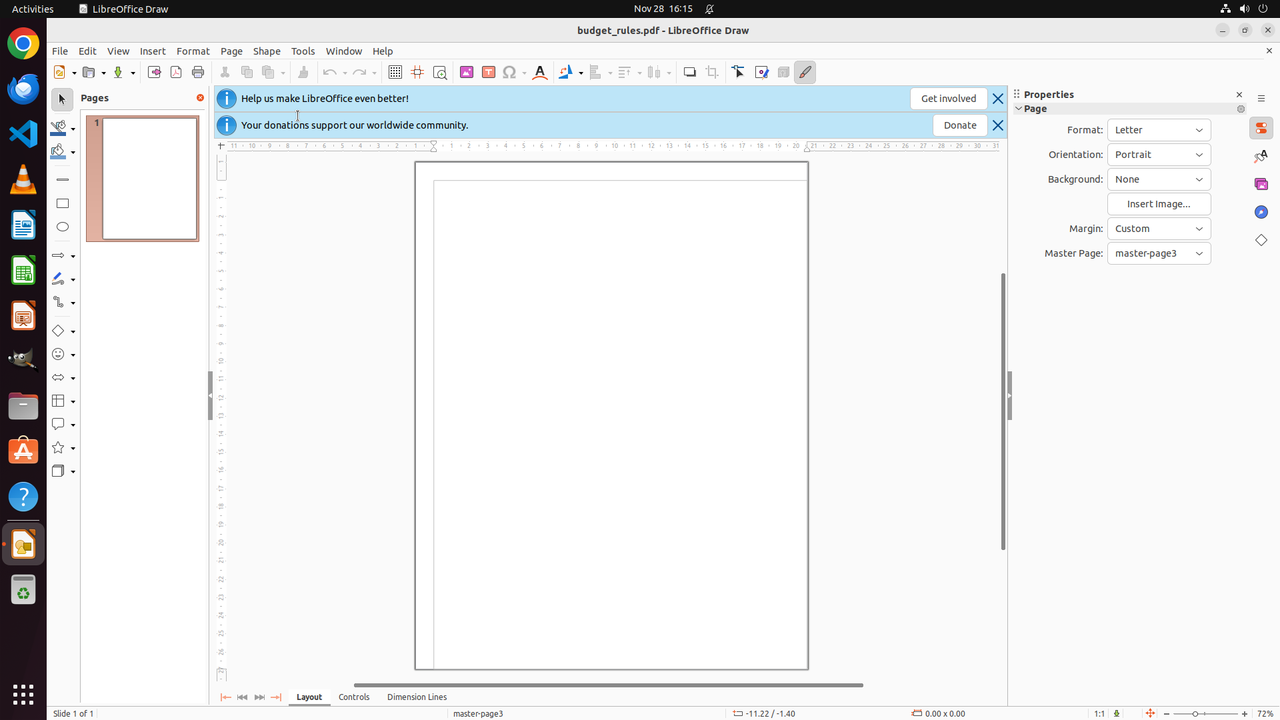 Activities
LibreOffice Draw
Nov 28 16:15
budget_rules.pdf - LibreOffice Draw
File Edit View Insert Format Page Shape Tools Window Help
Pages
1
Help us make LibreOffice even better!
Get involved
Your donations support our worldwide community.
Donate
Properties
Page
Format: Letter
Orientation: Portrait
Background: None
Insert Image...
Margin: Custom
Master Page: master-page3
Layout Controls Dimension Lines
Slide 1 of 1
master-page3
-11.22 / -1.40
0.00 x 0.00
1:1
72%